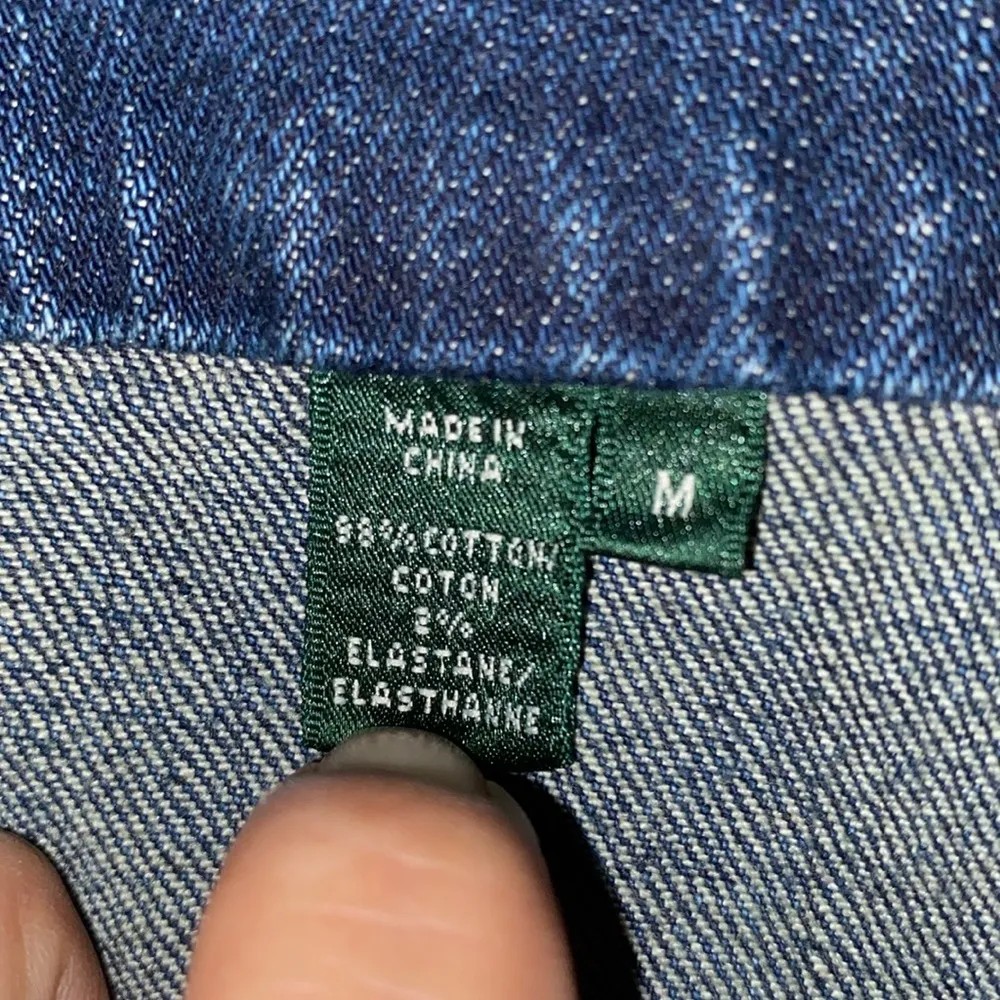 MADE IN
CHINA
98% COTTON/
COTON
2%
ELASTANE/
ELASTHANNE
M